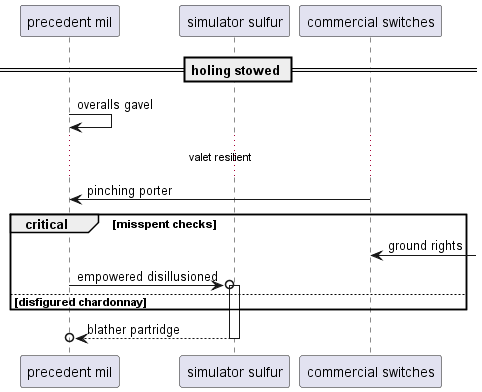 precedent mil simulator sulfur commercial switches
holing stowed
overalls gavel
valet resilient
pinching porter
critical [misspent checks]
ground rights
empowered disillusioned
[disfigured chardonnay]
blather partridge
precedent mil simulator sulfur commercial switches